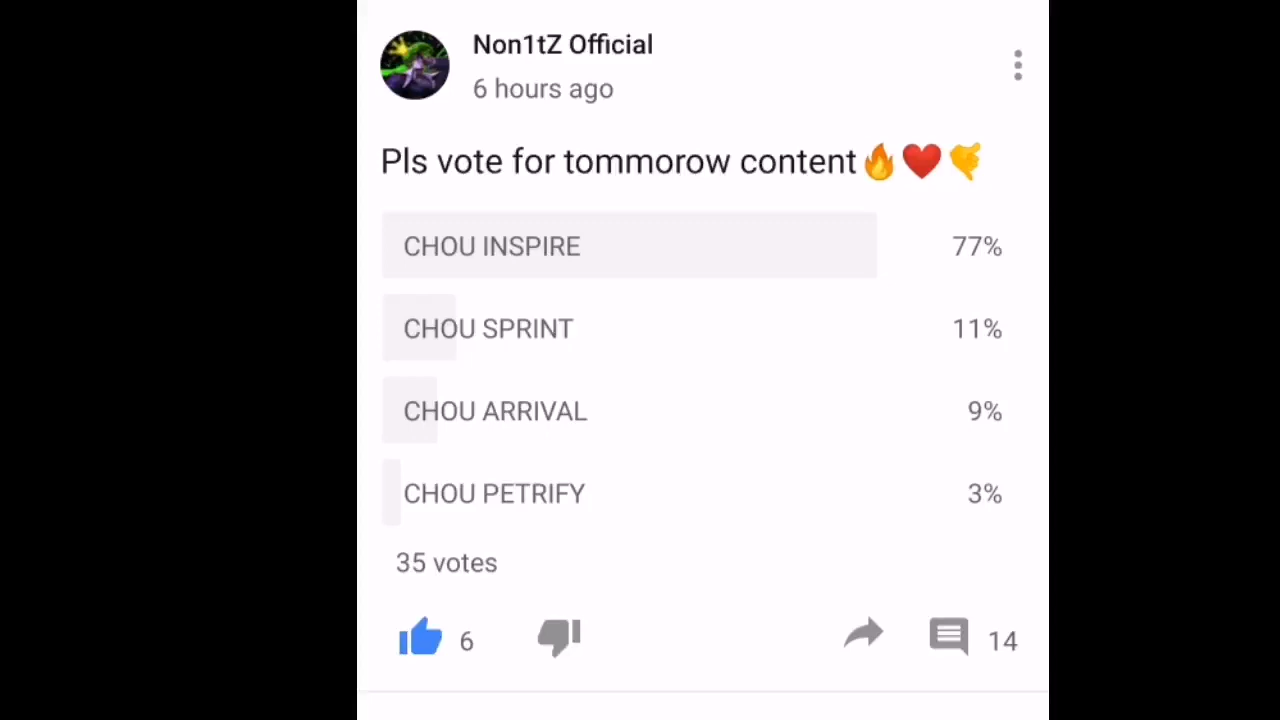 Non1tZ Official
6 hours ago
Pls vote for tommorow content🔥❤️🤙
CHOU INSPIRE 77%
CHOU SPRINT 11%
CHOU ARRIVAL 9%
CHOU PETRIFY 3%
35 votes
6 14